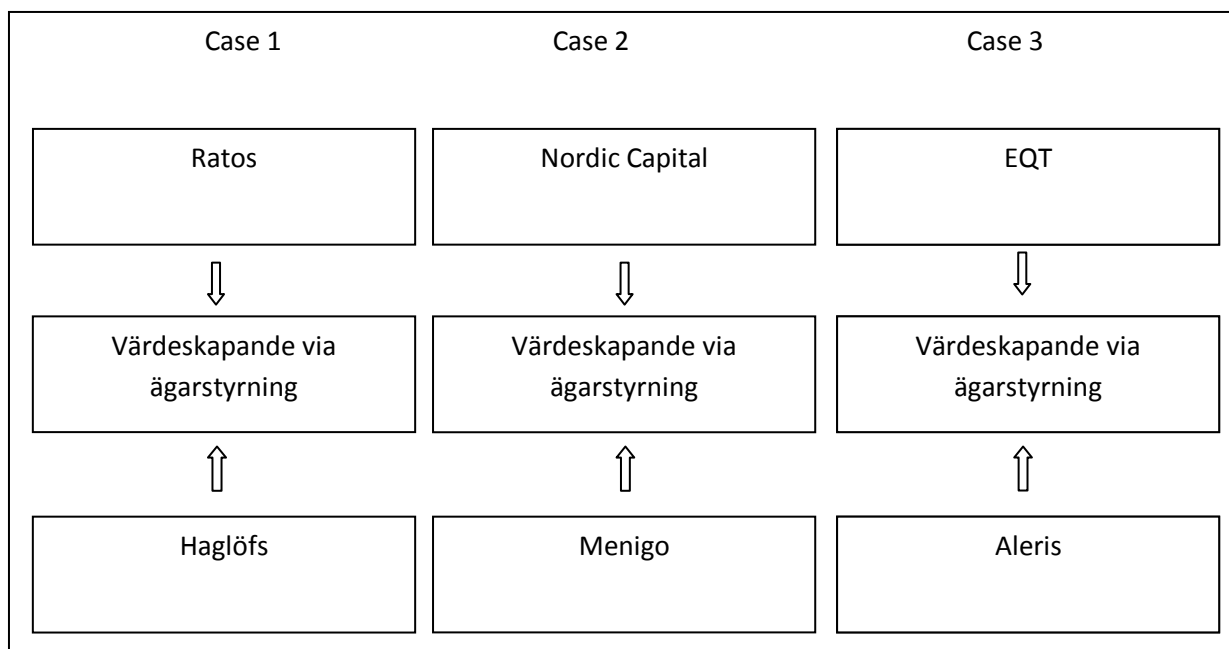 Case 1
Case 2
Case 3
Ratos
Nordic Capital
EQT
Värdeskapande via
ägarstyrning
Värdeskapande via
ägarstyrning
Värdeskapande via
ägarstyrning
Haglöfs
Menigo
Aleris